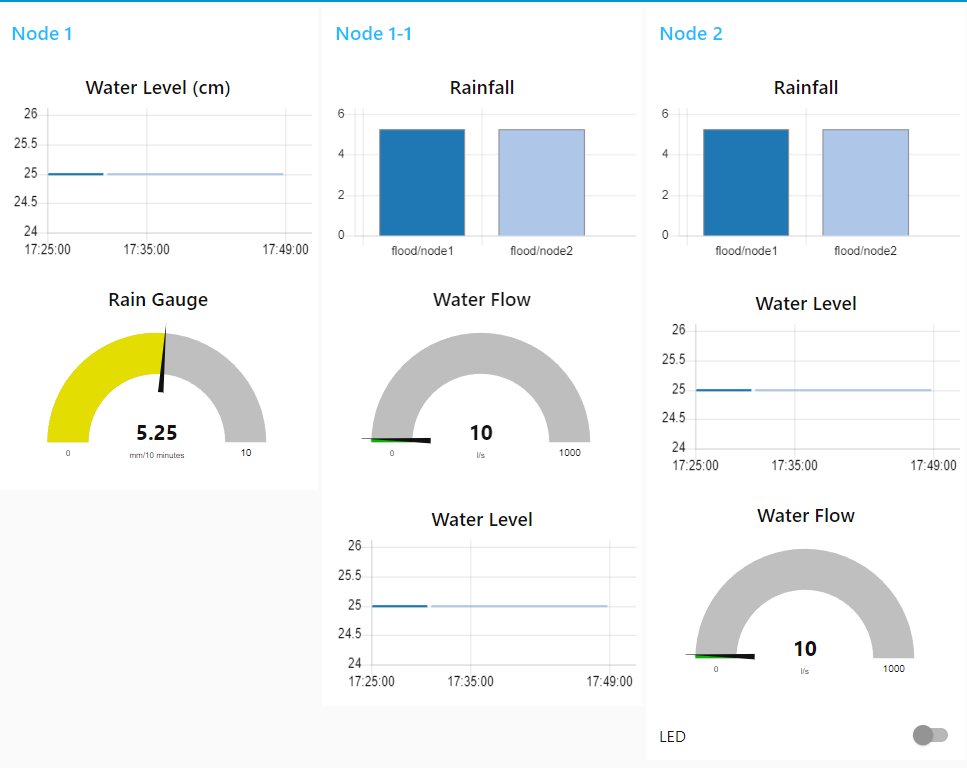 Node 1
Water Level (cm)
26
25.5
25
24.5
24
17:25:00 17:35:00 17:49:00
Rain Gauge
5.25
mm/10 minutes
0 10
Node 1-1
Rainfall
6
4
2
0
flood/node1 flood/node2
Water Flow
10
l/s
0 1000
Water Level
26
25.5
25
24.5
24
17:25:00 17:35:00 17:49:00
Node 2
Rainfall
6
4
2
0
flood/node1 flood/node2
Water Level
26
25.5
25
24.5
24
17:25:00 17:35:00 17:49:00
Water Flow
10
l/s
0 1000
LED